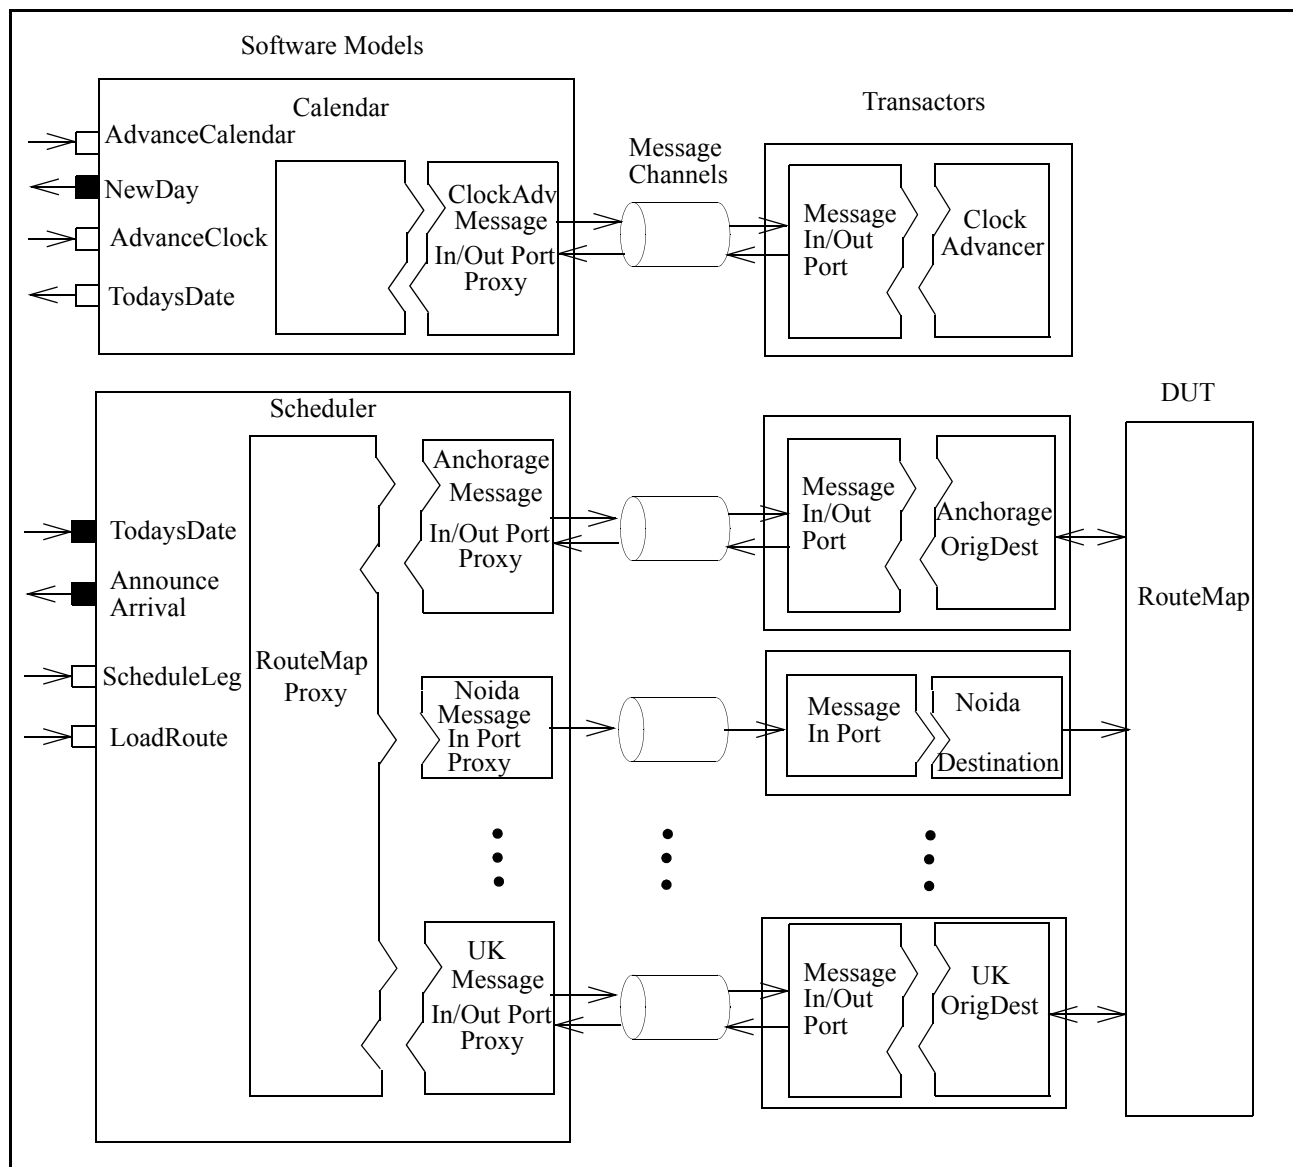 Software Models
Transactors
Calendar
AdvanceCalendar
NewDay
AdvanceClock
TodaysDate
ClockAdv
Message
In/Out Port
Proxy
Message
Channels
Message
In/Out
Port
Clock
Advancer
DUT
Scheduler
TodaysDate
Announce
Arrival
ScheduleLeg
LoadRoute
RouteMap
Proxy
Anchorage
Message
In/Out Port
Proxy
Message
In/Out
Port
Anchorage
OrigDest
RouteMap
Noida
Message
In Port
Proxy
Message
In Port
Noida
Destination
UK
Message
In/Out Port
Proxy
Message
In/Out
Port
UK
OrigDest